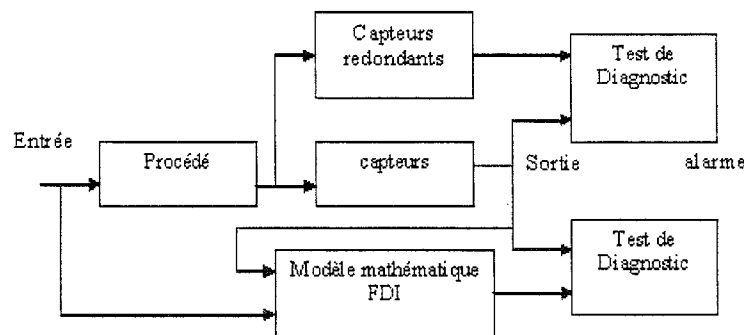 Capteurs
redondants
Test de
Diagnostic
Entrée
Procédé
capteurs
Sortie
alarme
Modèle mathématique
FDI
Test de
Diagnostic